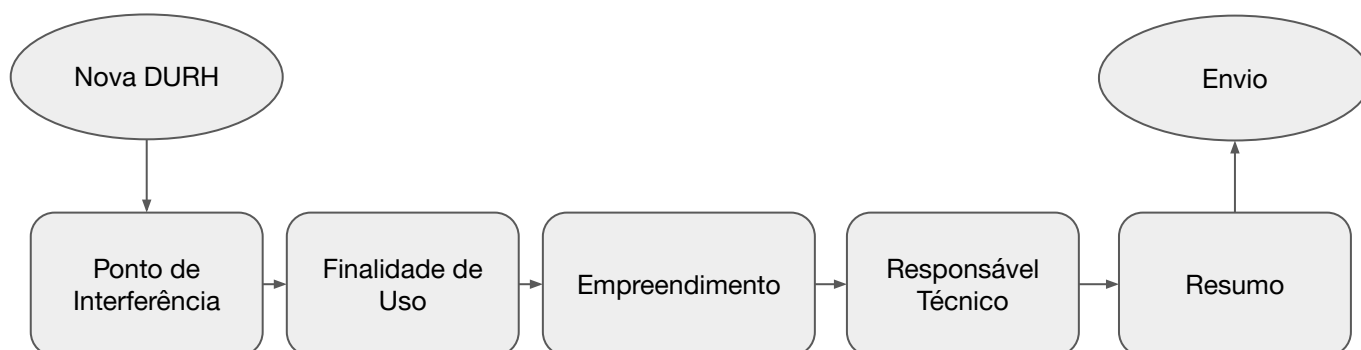 Nova DURH
Envio
Ponto de
Interferência
Finalidade de
Uso
Empreendimento
Responsável
Técnico
Resumo